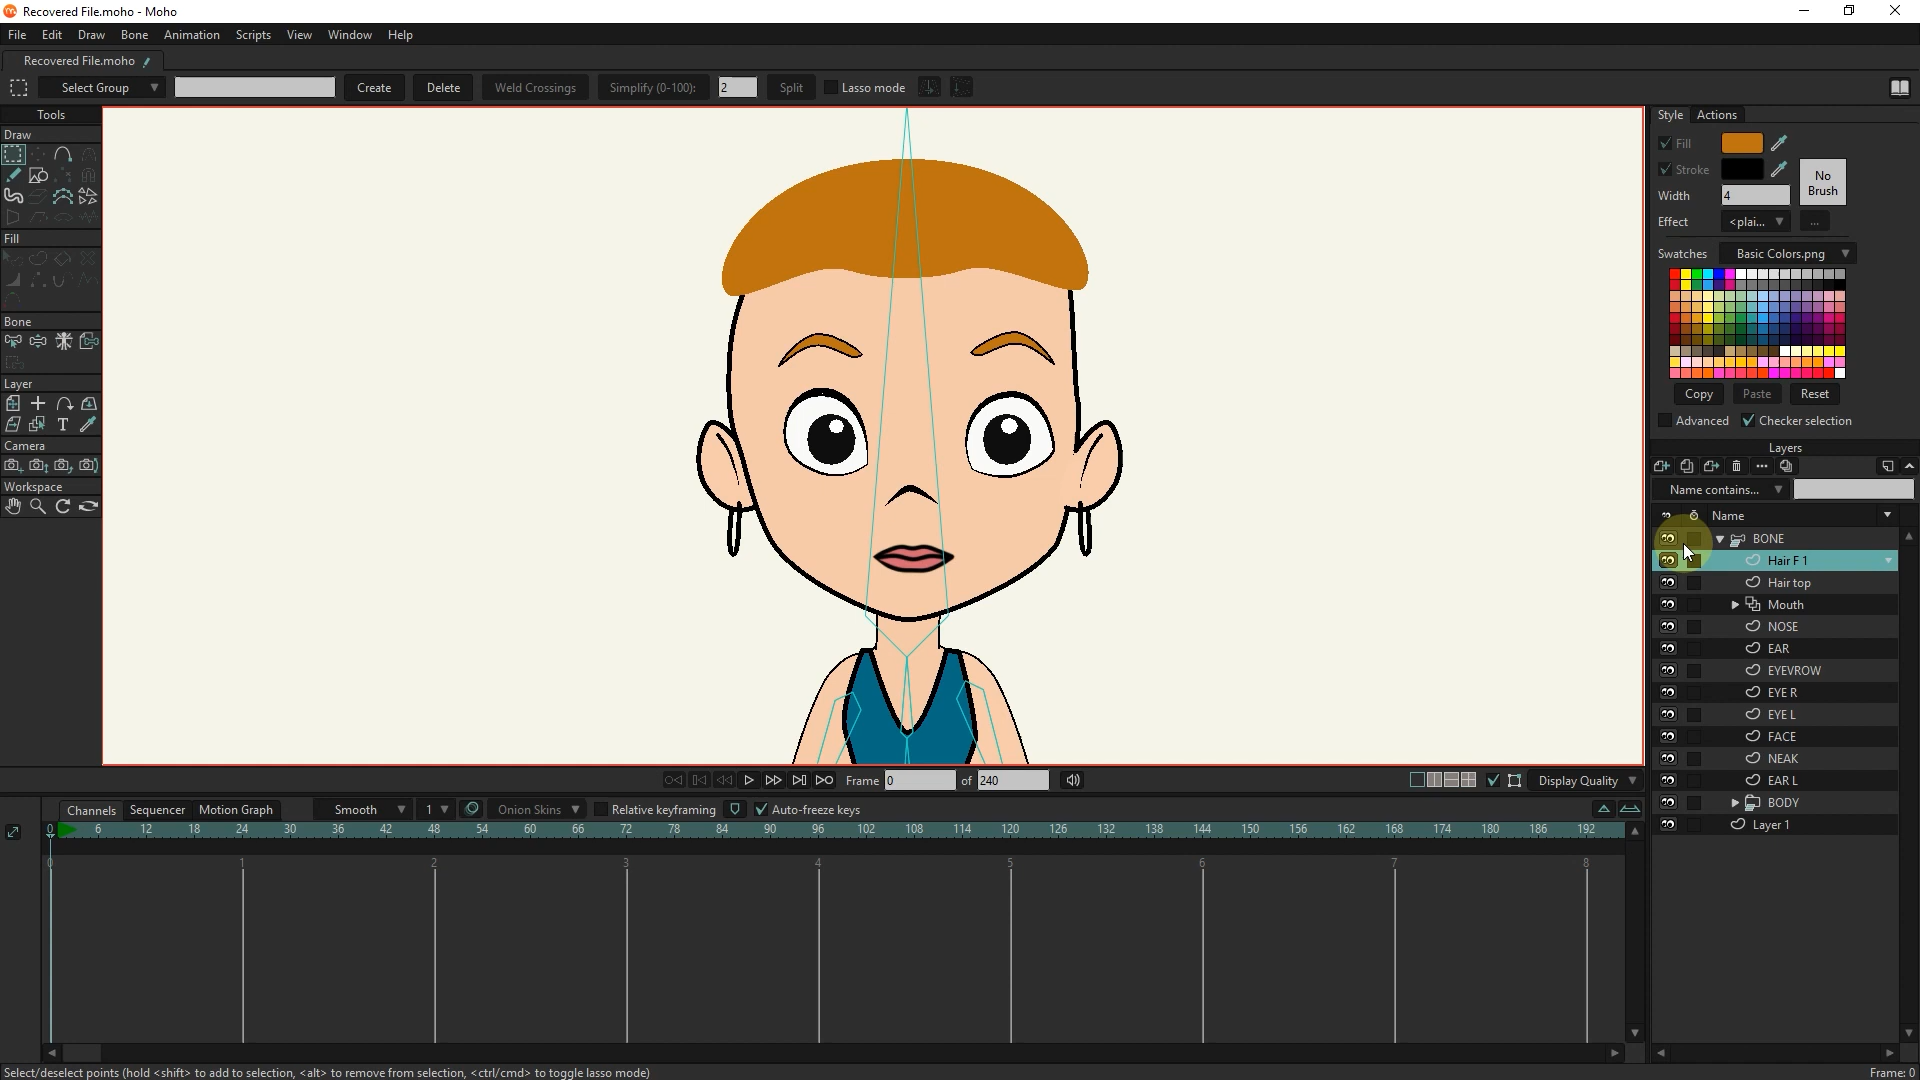 Recovered File.moho - Moho
File Edit Draw Bone Animation Scripts View Window Help
Recovered File.moho
Select Group Create Delete Weld Crossings Simplify (0-100): 2 Split Lasso mode
Tools
Draw
Fill
Bone
Layer
Camera
Workspace
Style Actions
Fill
Stroke
No Brush
Width 4
Effect <plai... ...
Swatches Basic Colors.png
Copy Paste Reset
Advanced Checker selection
Layers
Name contains...
Name
BONE
Hair F 1
Hair top
Mouth
NOSE
EAR
EYEVROW
EYE R
EYE L
FACE
NEAK
EAR L
BODY
Layer 1
Frame 0 of 240 Display Quality
Channels Sequencer Motion Graph Smooth 1 Onion Skins Relative keyframing Auto-freeze keys
0 6 12 18 24 30 36 42 48 54 60 66 72 78 84 90 96 102 108 114 120 126 132 138 144 150 156 162 168 174 180 186 192
0 1 2 3 4 5 6 7 8
Select/deselect points (hold <shift> to add to selection, <alt> to remove from selection, <ctrl/cmd> to toggle lasso mode)
Frame: 0